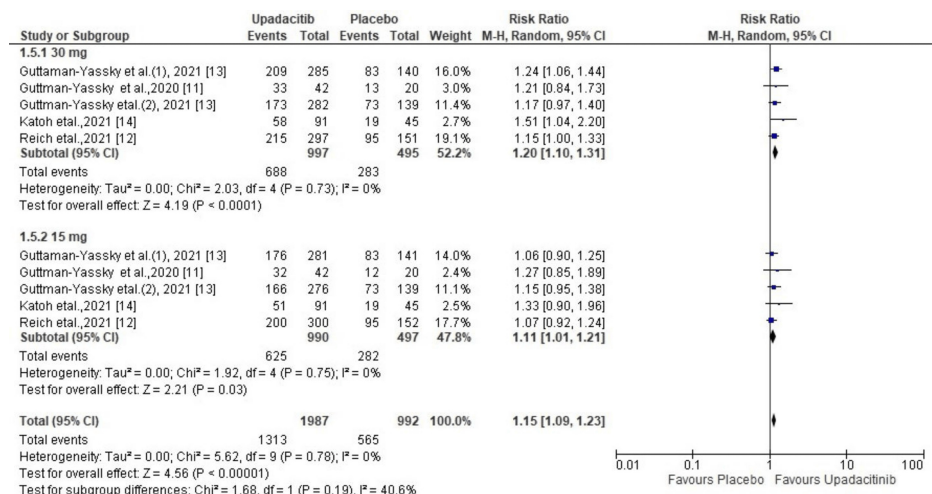 Upadacitib Placebo Risk Ratio Risk Ratio
Study or Subgroup Events Total Events Total Weight M-H, Random, 95% CI M-H, Random, 95% CI
1.5.1 30 mg
Guttaman-Yassky et al.(1), 2021 [13] 209 285 83 140 16.0% 1.24 [1.06, 1.44]
Guttman-Yassky et al.,2020 [11] 33 42 13 20 3.0% 1.21 [0.84, 1.73]
Guttman-Yassky etal.(2), 2021 [13] 173 282 73 139 11.4% 1.17 [0.97, 1.40]
Katoh etal.,2021 [14] 58 91 19 45 2.7% 1.51 [1.04, 2.20]
Reich etal.,2021 [12] 215 297 95 151 19.1% 1.15 [1.00, 1.33]
Subtotal (95% CI) 997 495 52.2% 1.20 [1.10, 1.31]
Total events 688 283
Heterogeneity: Tau² = 0.00; Chi² = 2.03, df = 4 (P = 0.73); I² = 0%
Test for overall effect: Z = 4.19 (P < 0.0001)
1.5.2 15 mg
Guttaman-Yassky et al.(1), 2021 [13] 176 281 83 141 14.0% 1.06 [0.90, 1.25]
Guttman-Yassky et al.,2020 [11] 32 42 12 20 2.4% 1.27 [0.85, 1.89]
Guttman-Yassky etal.(2), 2021 [13] 166 276 73 139 11.1% 1.15 [0.95, 1.38]
Katoh etal.,2021 [14] 51 91 19 45 2.5% 1.33 [0.90, 1.96]
Reich etal.,2021 [12] 200 300 95 152 17.7% 1.07 [0.92, 1.24]
Subtotal (95% CI) 990 497 47.8% 1.11 [1.01, 1.21]
Total events 625 282
Heterogeneity: Tau² = 0.00; Chi² = 1.92, df = 4 (P = 0.75); I² = 0%
Test for overall effect: Z = 2.21 (P = 0.03)
Total (95% CI) 1987 992 100.0% 1.15 [1.09, 1.23]
Total events 1313 565
Heterogeneity: Tau² = 0.00; Chi² = 5.62, df = 9 (P = 0.78); I² = 0%
Test for overall effect: Z = 4.56 (P < 0.00001)
Test for subgroup differences: Chi² = 1.68, df = 1 (P = 0.19), I² = 40.6%
0.01 0.1 1 10 100
Favours Placebo Favours Upadacitinib